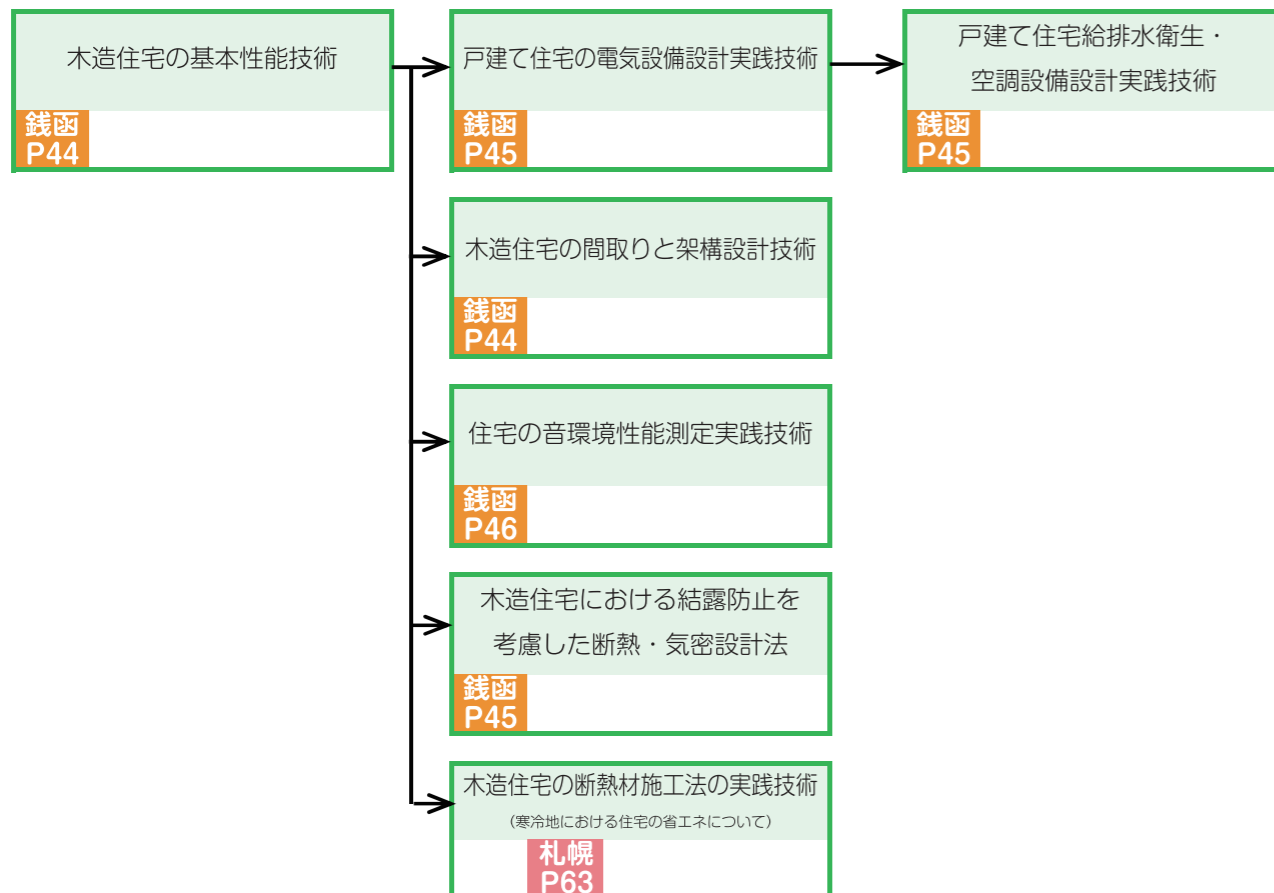 木造住宅の基本性能技術
銭函
P44
戸建て住宅の電気設備設計実践技術
銭函
P45
戸建て住宅給排水衛生・
空調設備設計実践技術
銭函
P45
木造住宅の間取りと架構設計技術
銭函
P44
住宅の音環境性能測定実践技術
銭函
P46
木造住宅における結露防止を
考慮した断熱・気密設計法
銭函
P45
木造住宅の断熱材施工法の実践技術
(寒冷地における住宅の省エネについて)
札幌
P63